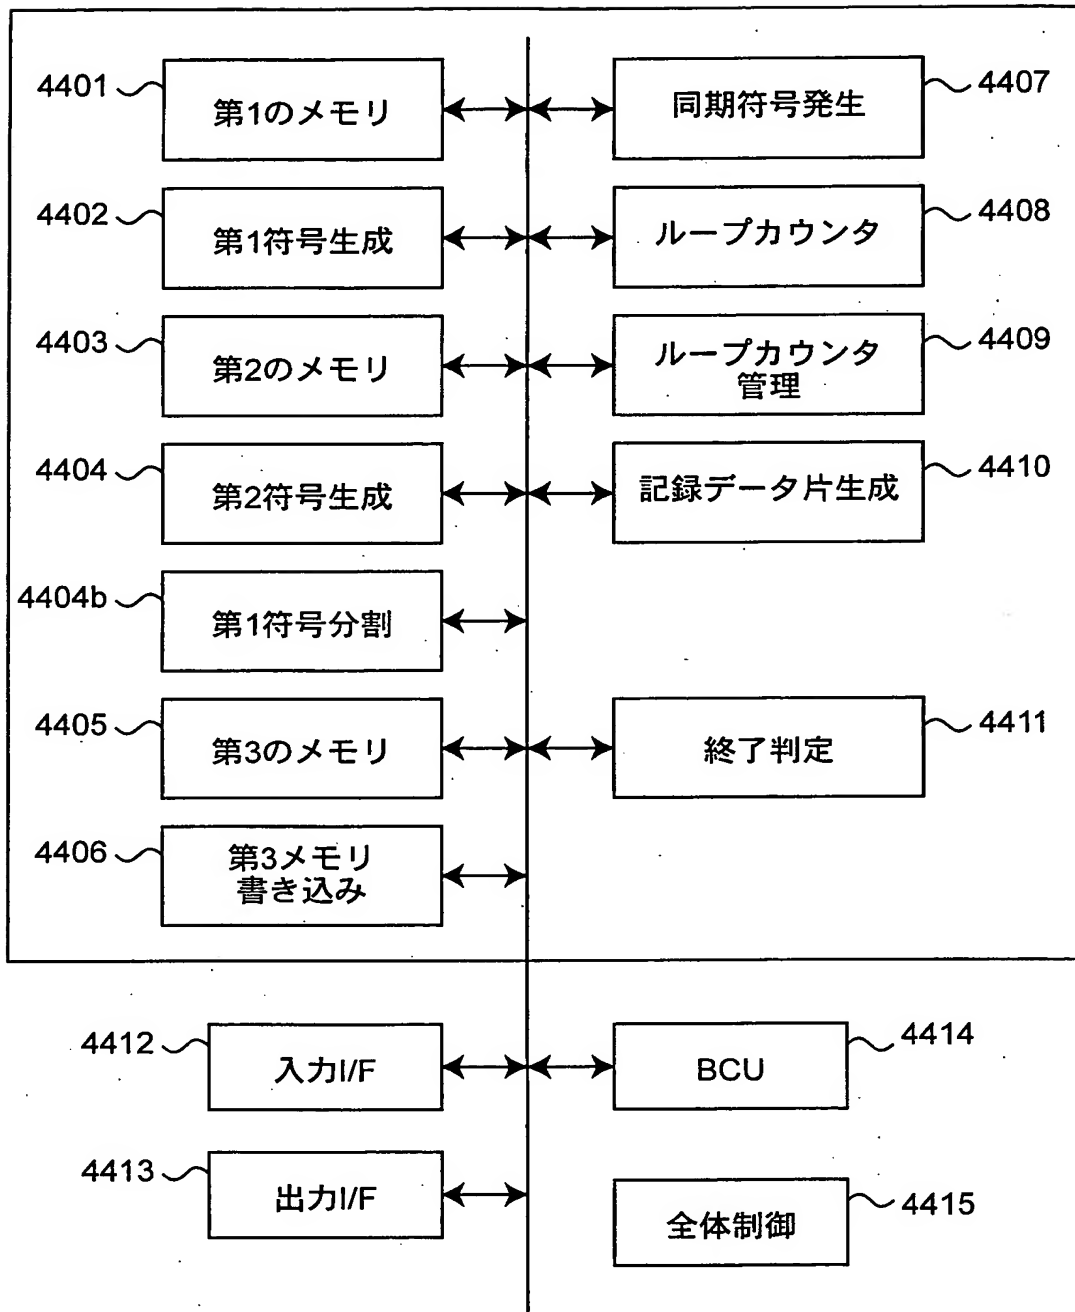 4401
第1のメモリ
同期符号発生
4407
4402
第1符号生成
ループカウンタ
4408
4403
第2のメモリ
ループカウンタ
管理
4409
4404
第2符号生成
記録データ片生成
4410
4404b
第1符号分割
4405
第3のメモリ
終了判定
4411
4406
第3メモリ
書き込み
4412
入力I/F
BCU
4414
4413
出力I/F
全体制御
4415